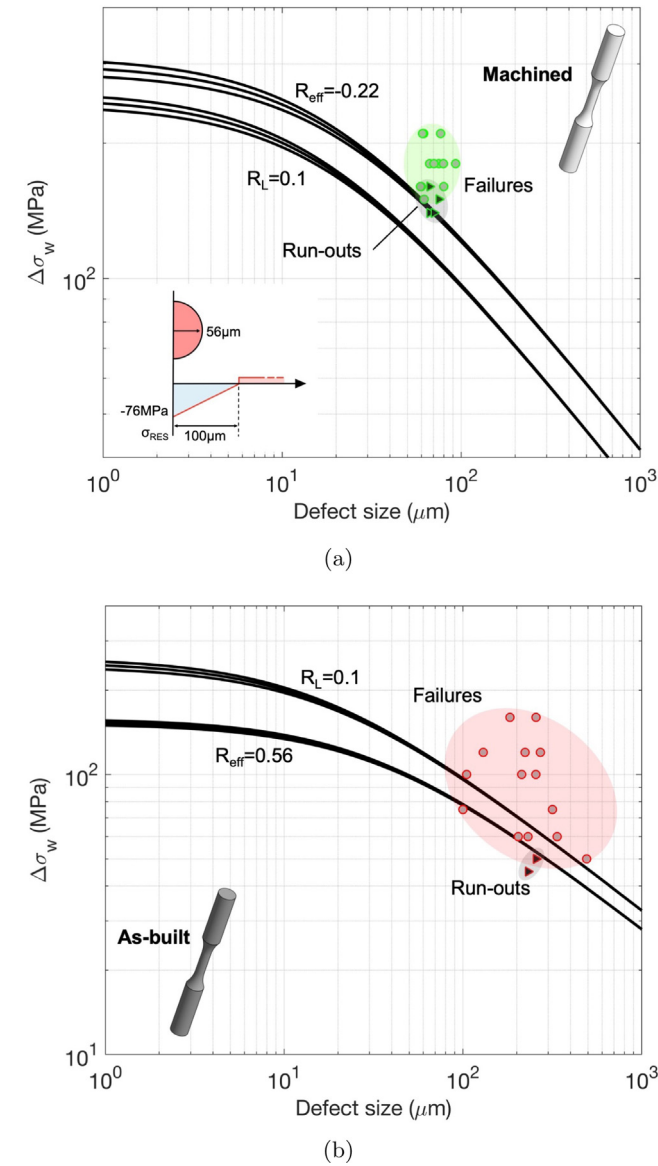 Machined
R_eff=-0.22
R_L=0.1
Failures
Run-outs
Δσ_w (MPa)
10^2
56μm
-76MPa
σ_RES
100μm
10^0 10^1 10^2 10^3
Defect size (μm)
(a)
R_L=0.1
Failures
R_eff=0.56
Run-outs
As-built
Δσ_w (MPa)
10^2
10^1
10^0 10^1 10^2 10^3
Defect size (μm)
(b)